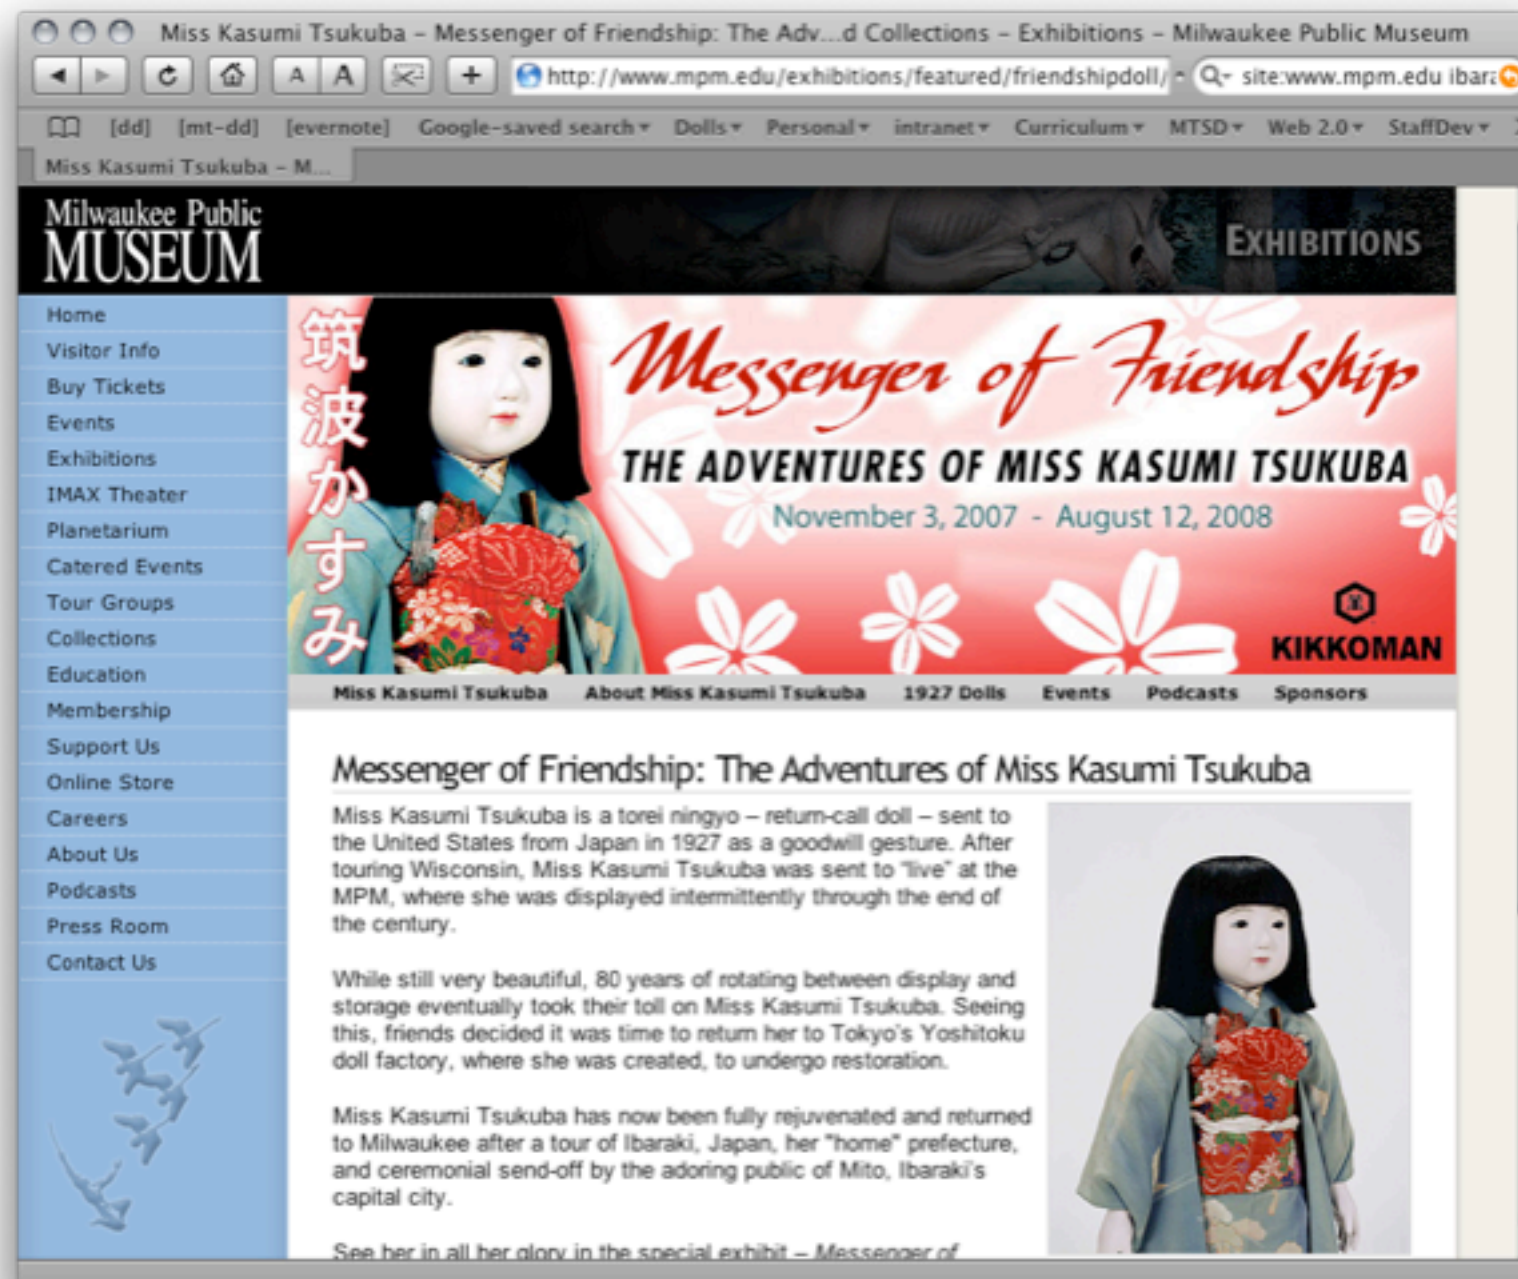 Miss Kasumi Tsukuba – Messenger of Friendship: The Adv...d Collections – Exhibitions – Milwaukee Public Museum
A A + http://www.mpm.edu/exhibitions/featured/friendshipdoll/ site:www.mpm.edu ibara
[dd] [mt-dd] [evernote] Google-saved search Dolls Personal intranet Curriculum MTSD Web 2.0 StaffDev
Miss Kasumi Tsukuba – M...
Milwaukee Public
MUSEUM
EXHIBITIONS
Home
Visitor Info
Buy Tickets
Events
Exhibitions
IMAX Theater
Planetarium
Catered Events
Tour Groups
Collections
Education
Membership
Support Us
Online Store
Careers
About Us
Podcasts
Press Room
Contact Us
筑波かすみ
Messenger of Friendship
THE ADVENTURES OF MISS KASUMI TSUKUBA
November 3, 2007 - August 12, 2008
KIKKOMAN
Miss Kasumi Tsukuba About Miss Kasumi Tsukuba 1927 Dolls Events Podcasts Sponsors
Messenger of Friendship: The Adventures of Miss Kasumi Tsukuba
Miss Kasumi Tsukuba is a torei ningyo – return-call doll – sent to
the United States from Japan in 1927 as a goodwill gesture. After
touring Wisconsin, Miss Kasumi Tsukuba was sent to “live” at the
MPM, where she was displayed intermittently through the end of
the century.
While still very beautiful, 80 years of rotating between display and
storage eventually took their toll on Miss Kasumi Tsukuba. Seeing
this, friends decided it was time to return her to Tokyo's Yoshitoku
doll factory, where she was created, to undergo restoration.
Miss Kasumi Tsukuba has now been fully rejuvenated and returned
to Milwaukee after a tour of Ibaraki, Japan, her "home" prefecture,
and ceremonial send-off by the adoring public of Mito, Ibaraki's
capital city.
See her in all her glory in the special exhibit – Messenger of